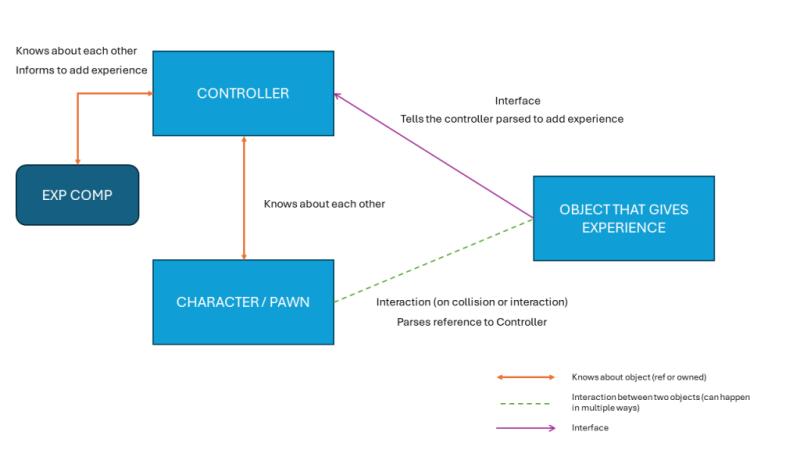 Knows about each other
Informs to add experience
CONTROLLER
Interface
Tells the controller parsed to add experience
EXP COMP
Knows about each other
OBJECT THAT GIVES
EXPERIENCE
CHARACTER / PAWN
Interaction (on collision or interaction)
Parses reference to Controller
Knows about object (ref or owned)
Interaction between two objects (can happen
in multiple ways)
Interface